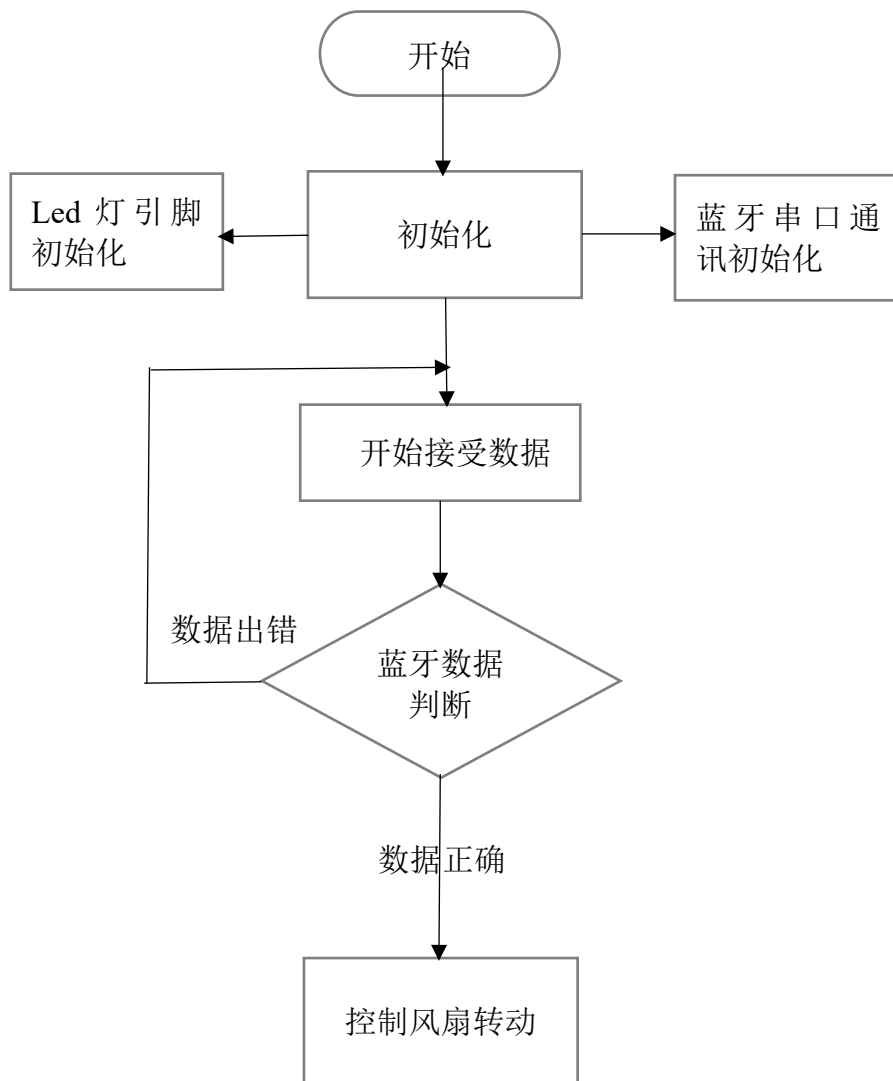 开始
Led 灯引脚
初始化
初始化
蓝牙串口通
讯初始化
开始接受数据
数据出错
蓝牙数据
判断
数据正确
控制风扇转动